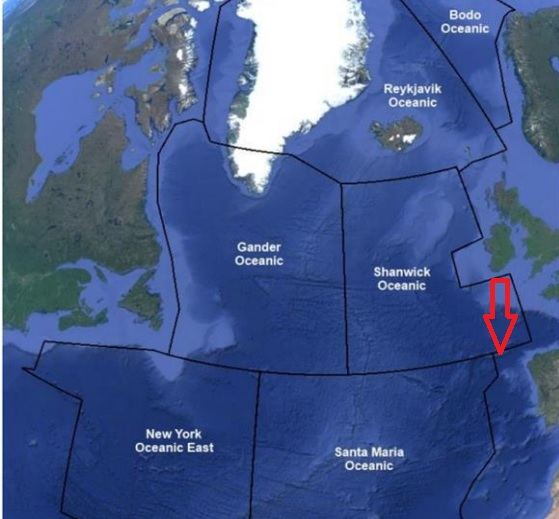 Bodo
Oceanic
Reykjavik
Oceanic
Gander
Oceanic
Shanwick
Oceanic
New York
Oceanic East
Santa Maria
Oceanic